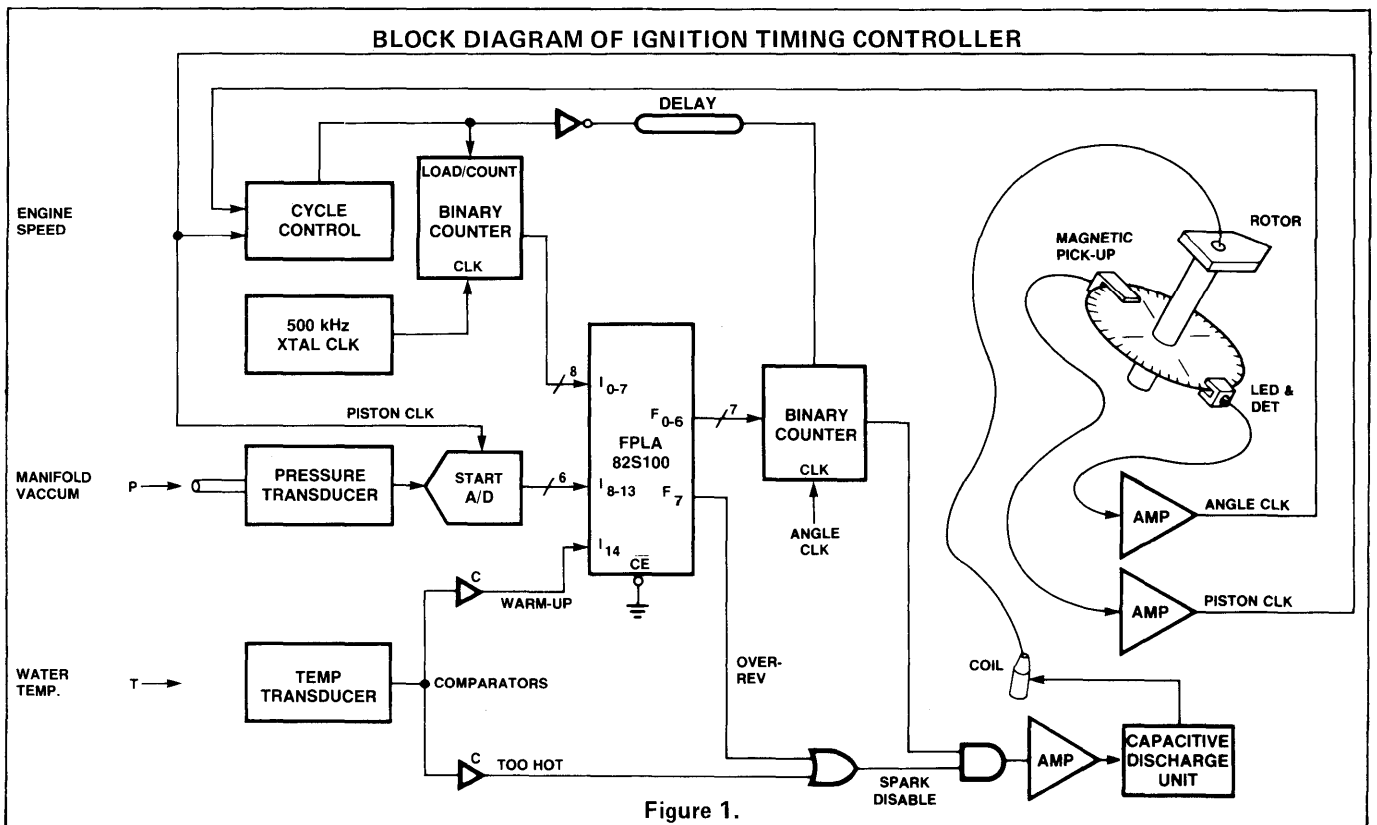 BLOCK DIAGRAM OF IGNITION TIMING CONTROLLER
DELAY
ENGINE
SPEED
CYCLE
CONTROL
LOAD/COUNT
BINARY
COUNTER
CLK
500 kHz
XTAL CLK
MAGNETIC
PICK-UP
ROTOR
LED &
DET
PISTON CLK
8
I0-7
F0-6
7
FPLA
82S100
BINARY
COUNTER
CLK
ANGLE
CLK
MANIFOLD
VACCUM
P
PRESSURE
TRANSDUCER
START
A/D
6
I8-13
F7
I14
CE
C
WARM-UP
AMP
ANGLE CLK
AMP
PISTON CLK
WATER
TEMP.
T
TEMP
TRANSDUCER
COMPARATORS
OVER-
REV
COIL
C
TOO HOT
SPARK
DISABLE
AMP
CAPACITIVE
DISCHARGE
UNIT
Figure 1.